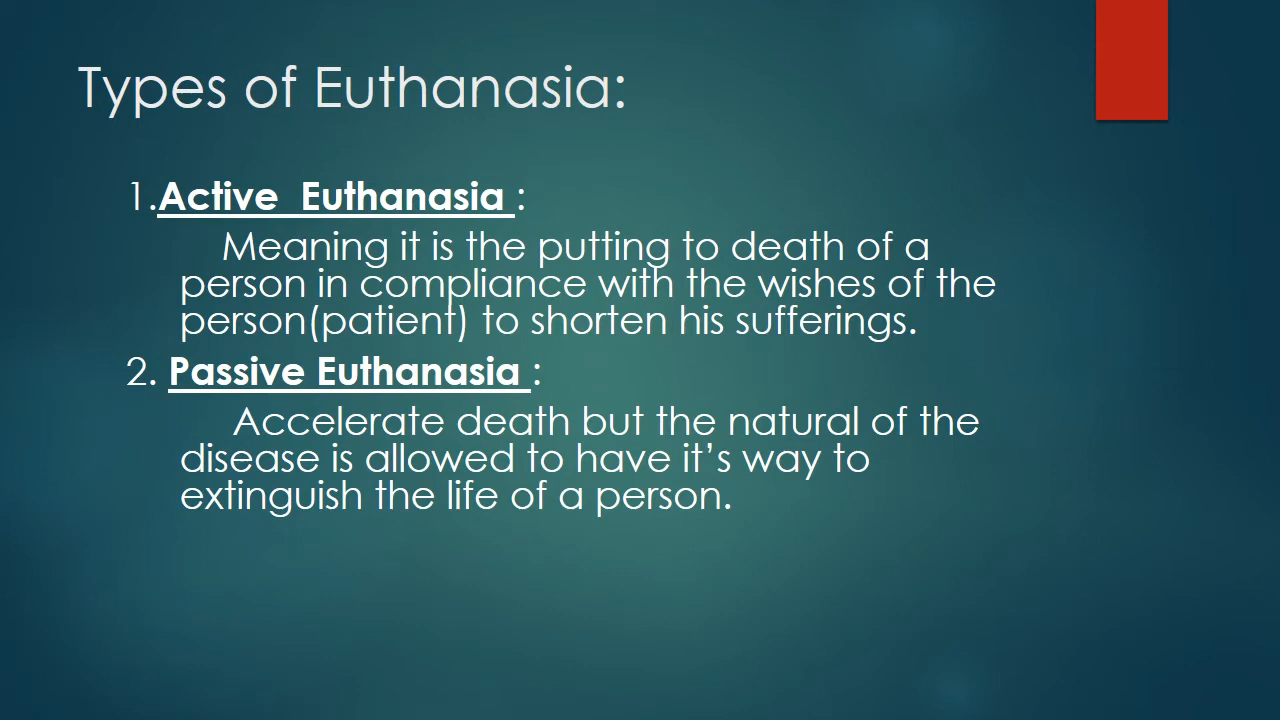 Types of Euthanasia:
1.Active  Euthanasia :
Meaning it is the putting to death of a
person in compliance with the wishes of the
person(patient) to shorten his sufferings.
2. Passive Euthanasia :
Accelerate death but the natural of the
disease is allowed to have it’s way to
extinguish the life of a person.